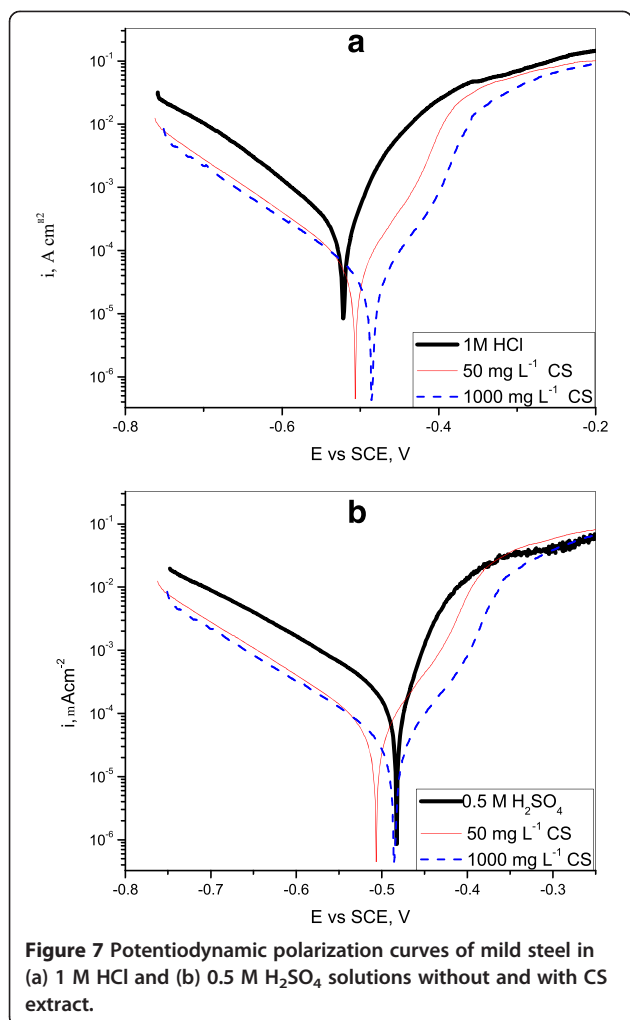 a
10⁻¹
10⁻²
10⁻³
10⁻⁴
10⁻⁵
10⁻⁶
i, A cm⁻²
1M HCl
50 mg L⁻¹ CS
1000 mg L⁻¹ CS
-0.8 -0.6 -0.4 -0.2
E vs SCE, V
b
10⁻¹
10⁻²
10⁻³
10⁻⁴
10⁻⁵
10⁻⁶
i, mAcm⁻²
0.5 M H₂SO₄
50 mg L⁻¹ CS
1000 mg L⁻¹ CS
-0.8 -0.7 -0.6 -0.5 -0.4 -0.3
E vs SCE, V
Figure 7 Potentiodynamic polarization curves of mild steel in
(a) 1 M HCl and (b) 0.5 M H₂SO₄ solutions without and with CS
extract.